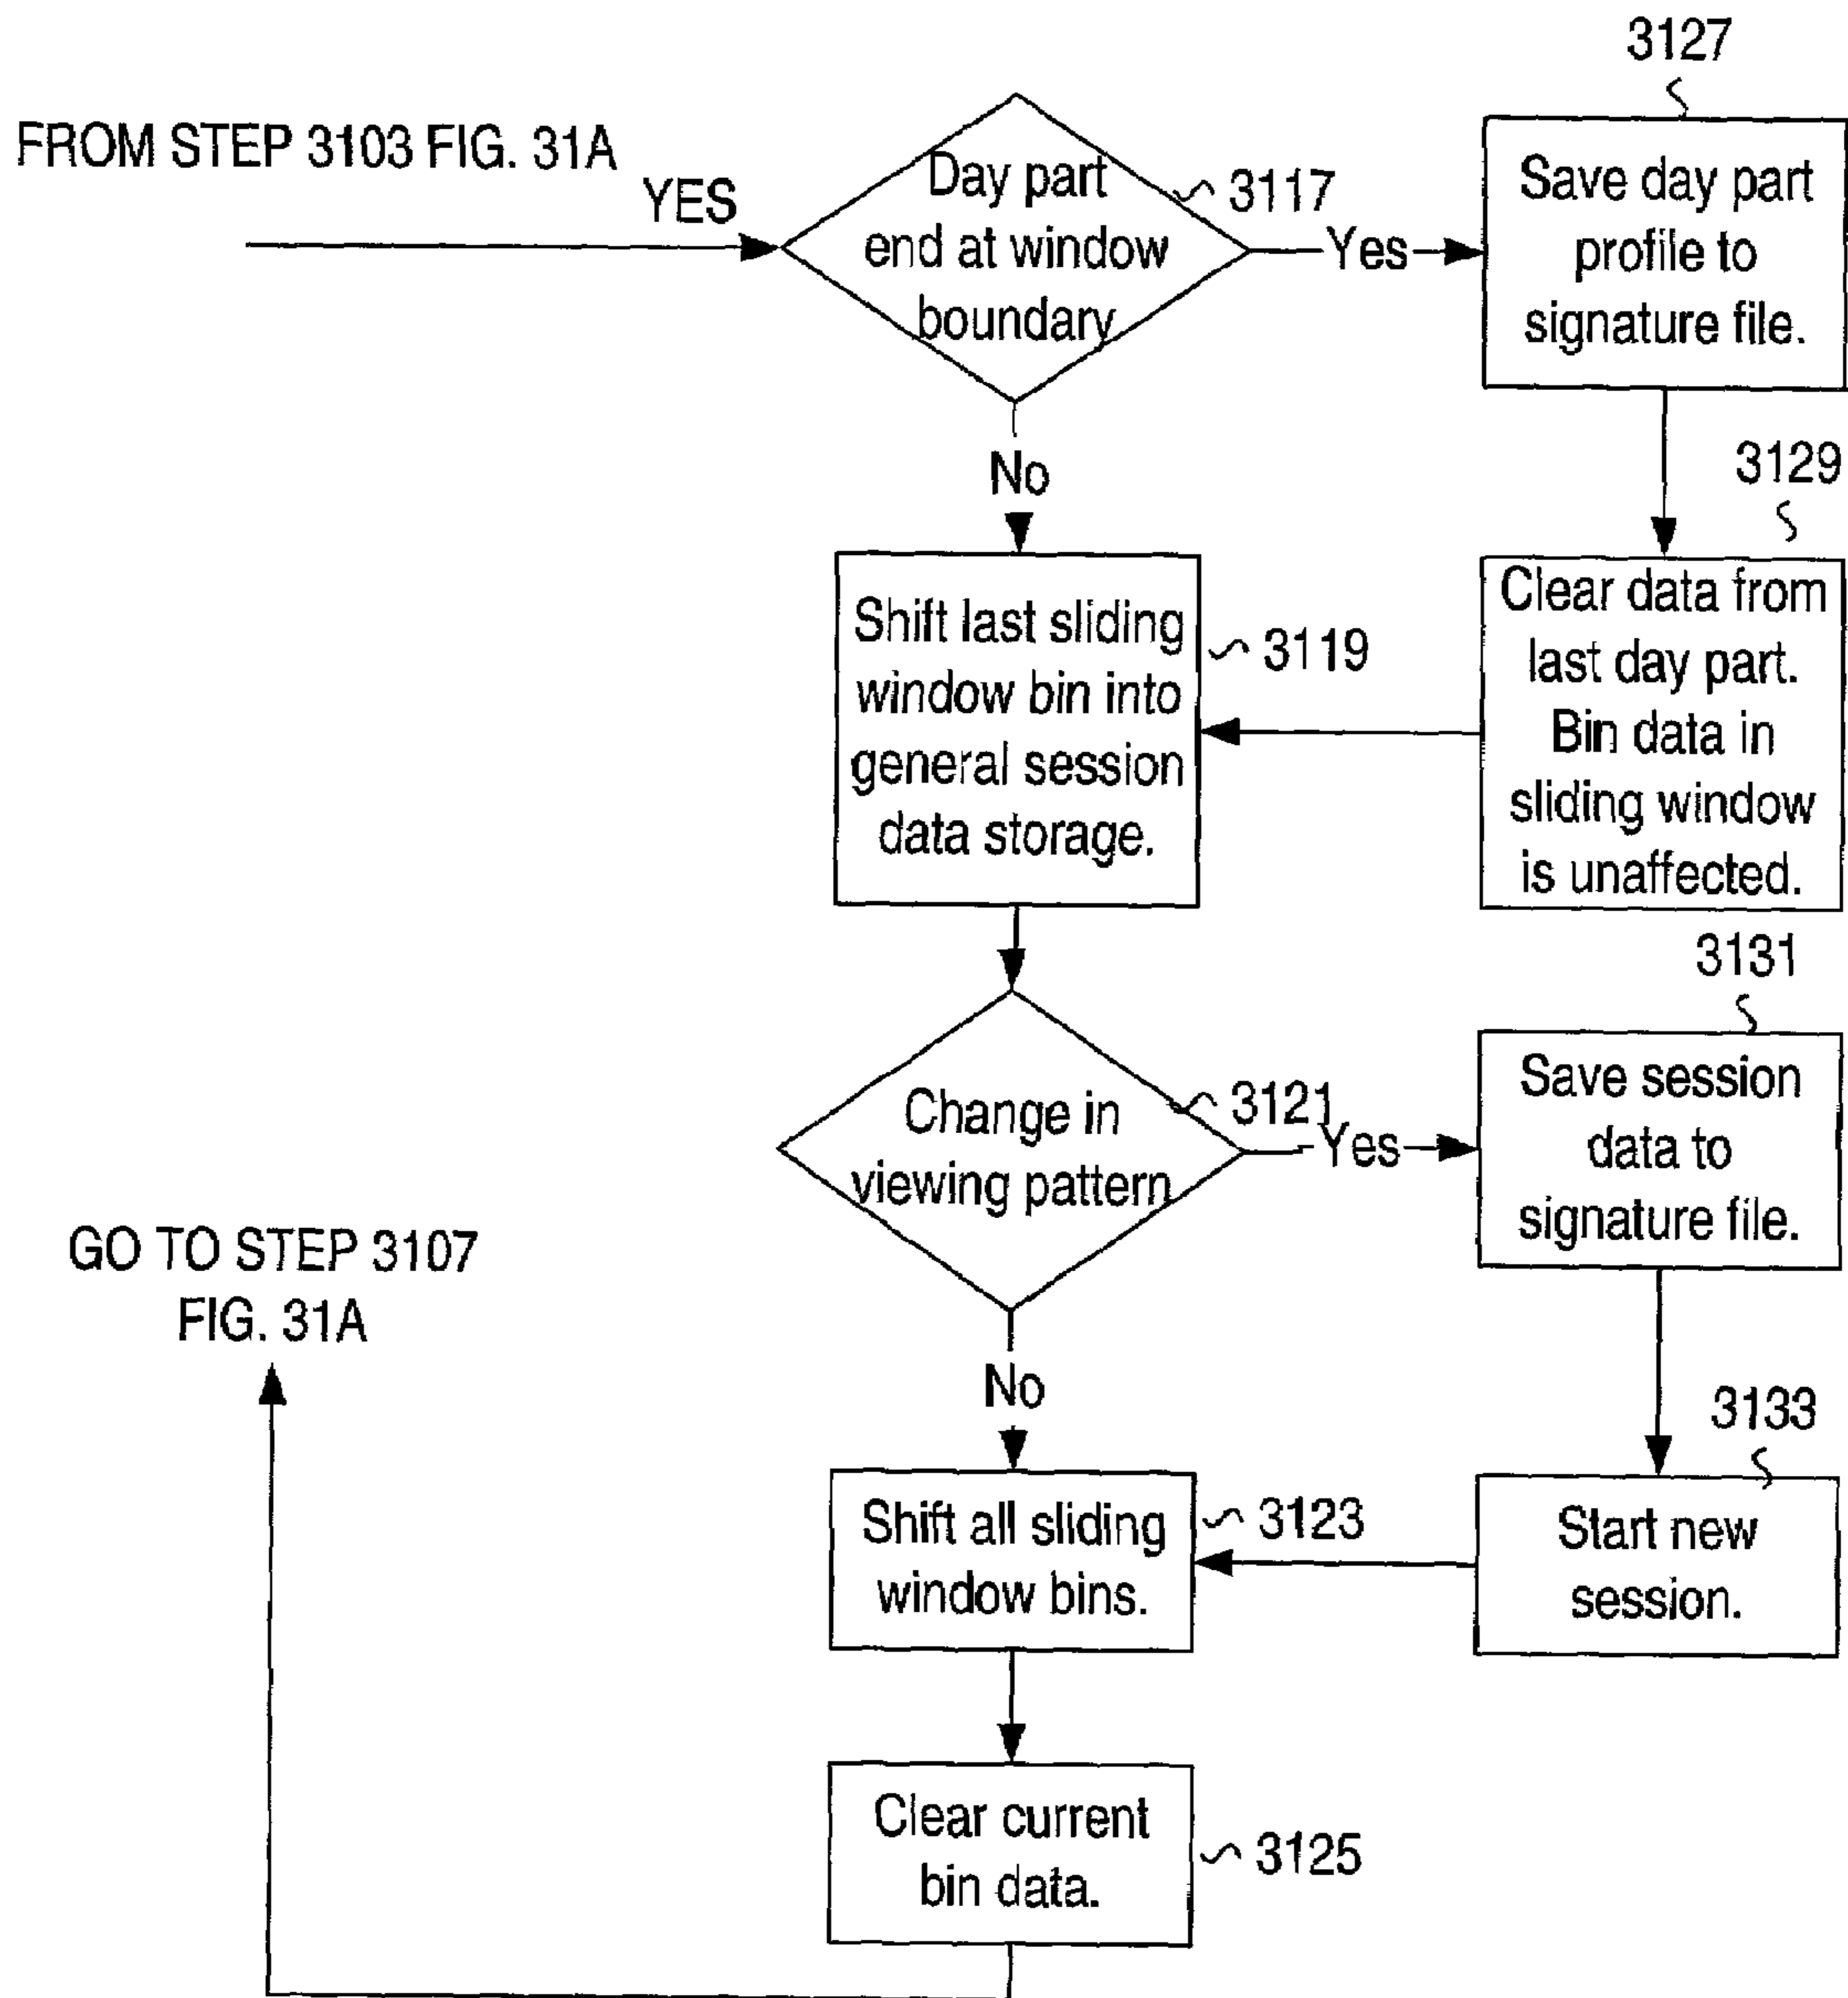 3127
FROM STEP 3103 FIG. 31A
YES
Day part
end at window
boundary
3117
Yes
Save day part
profile to
signature file.
No
3129
Shift last sliding
window bin into
general session
data storage.
3119
Clear data from
last day part.
Bin data in
sliding window
is unaffected.
3131
Change in
viewing pattern
3121
Yes
Save session
data to
signature file.
GO TO STEP 3107
FIG. 31A
No
3133
Shift all sliding
window bins.
3123
Start new
session.
Clear current
bin data.
3125